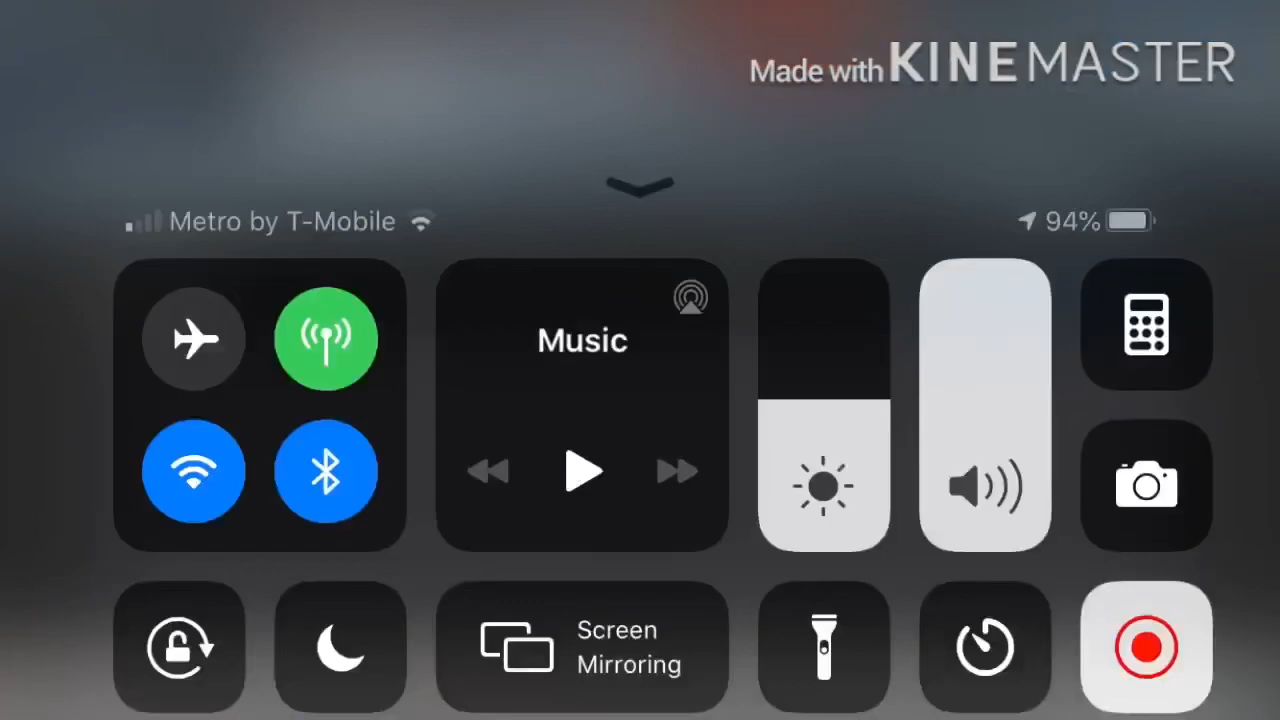 Made with KINEMASTER
Metro by T-Mobile
94%
Music
Screen
Mirroring